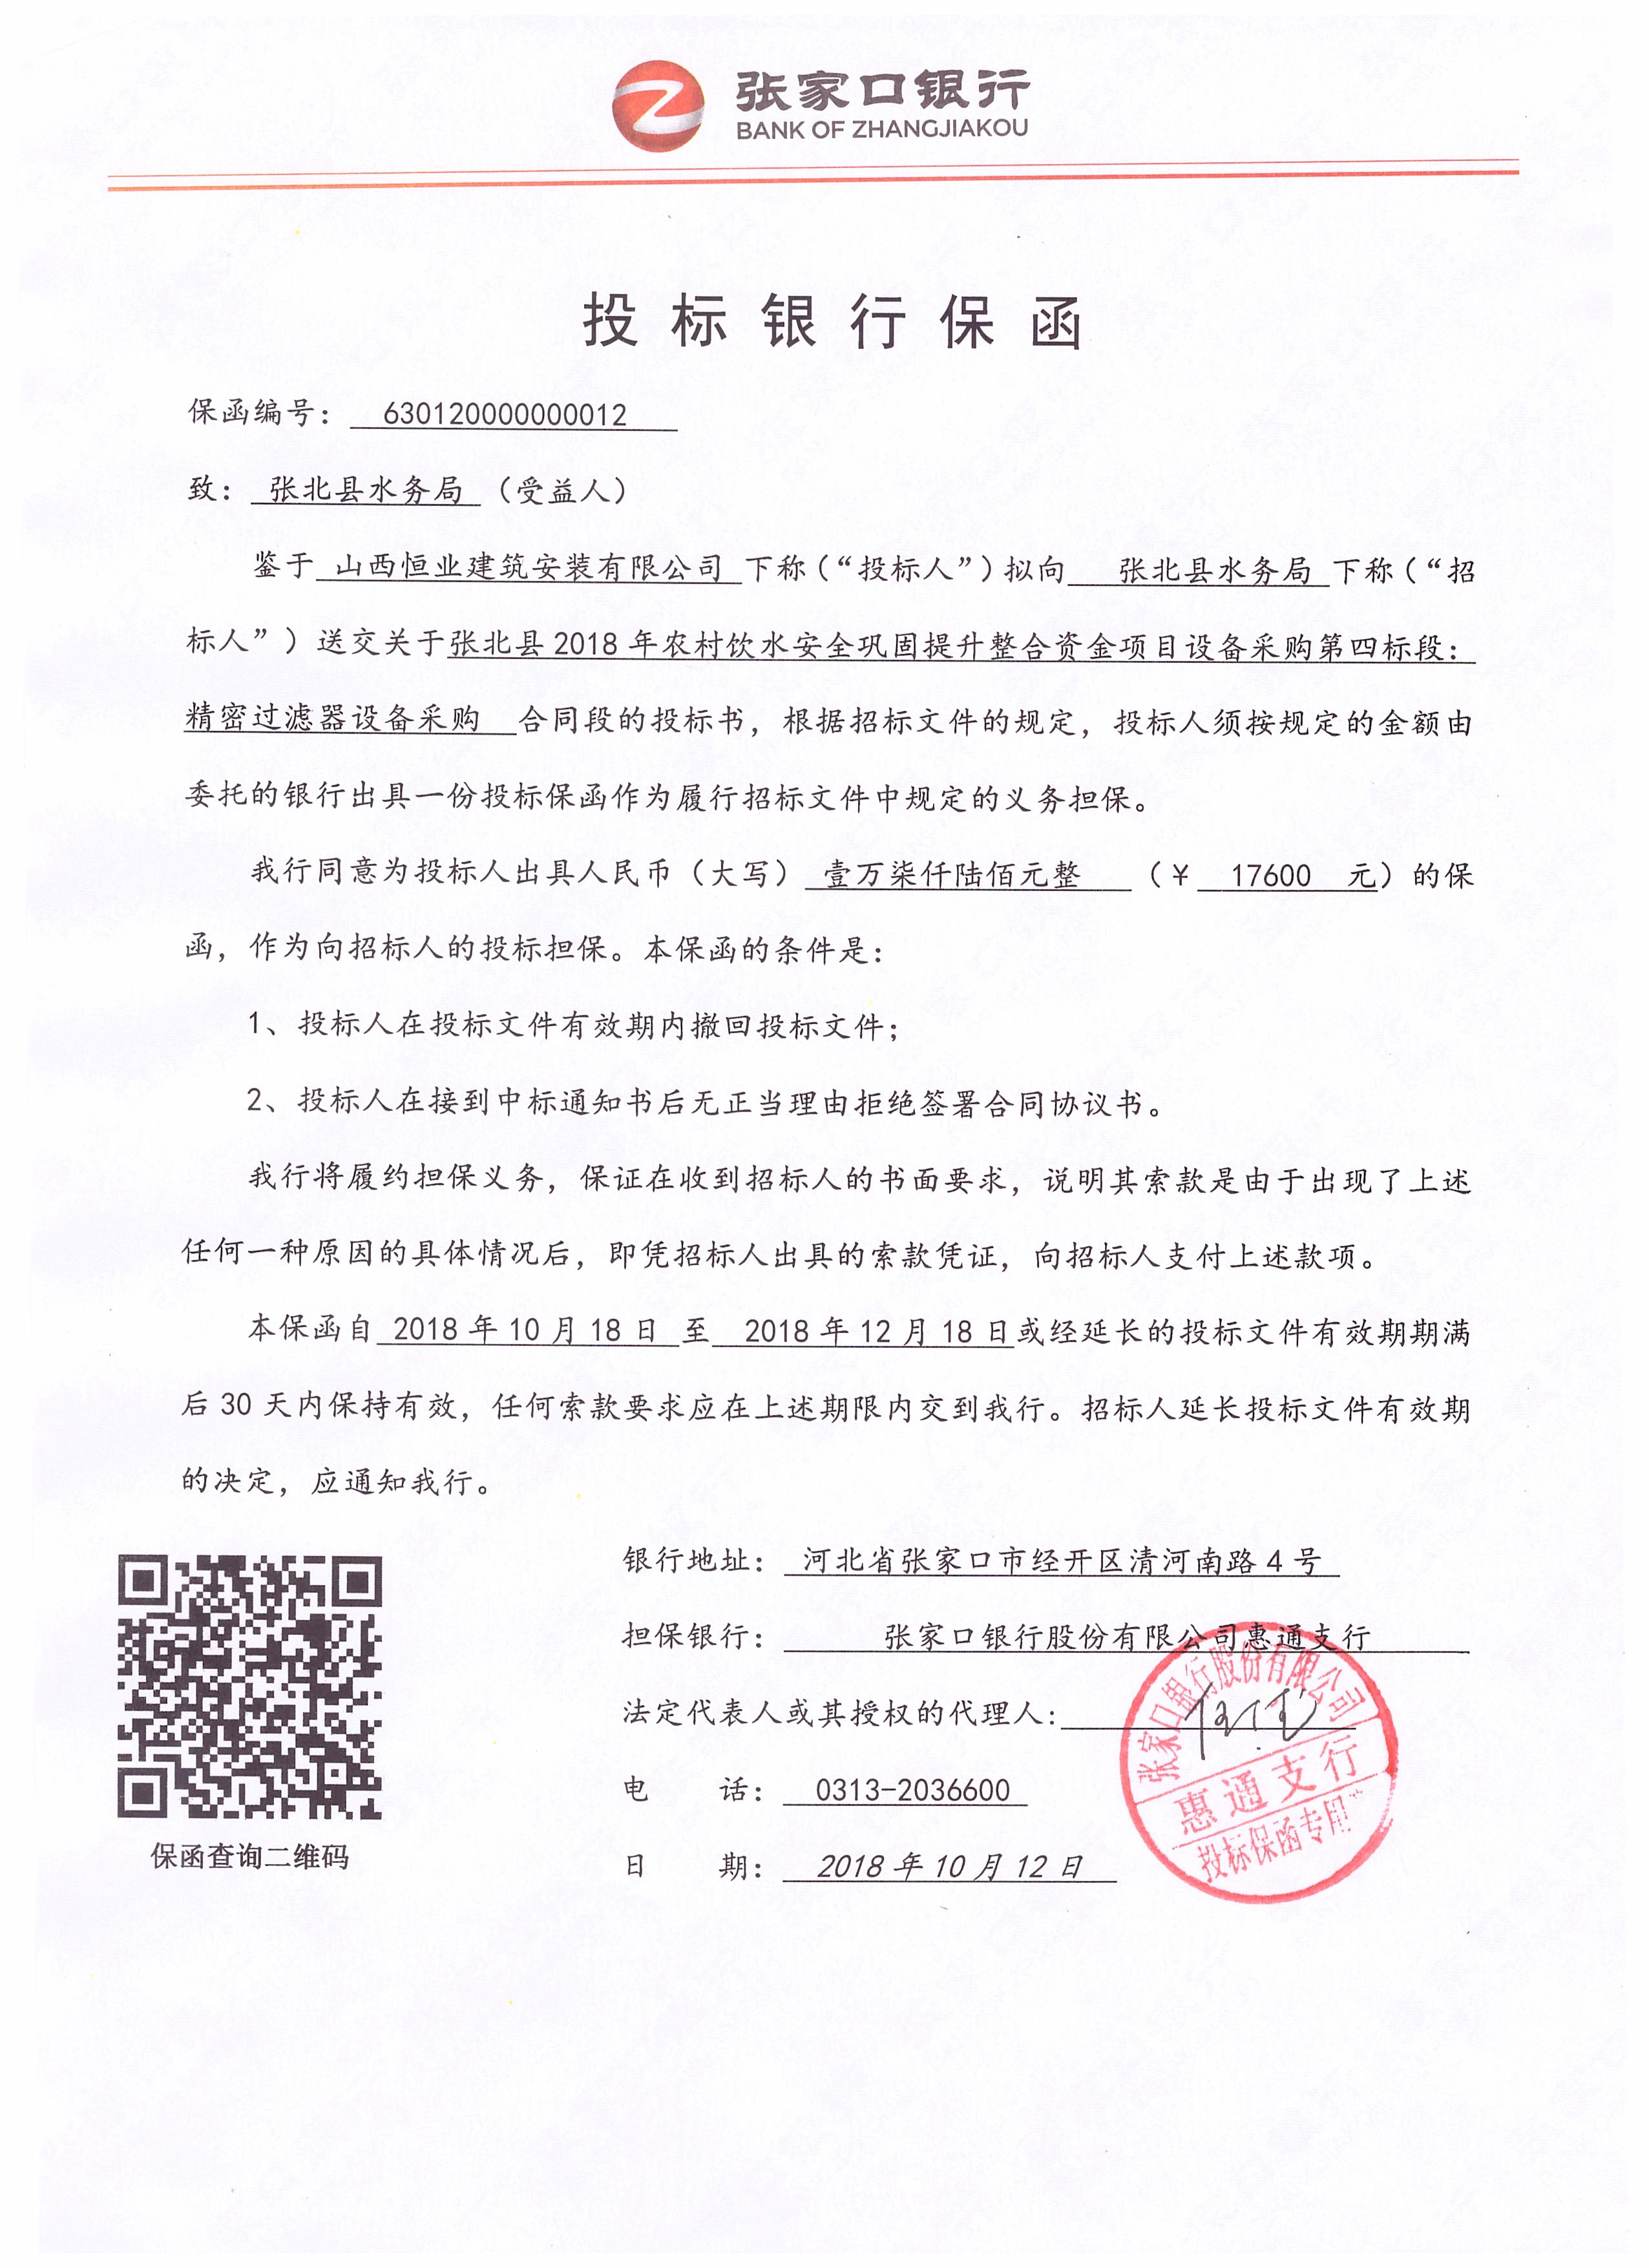 张家口银行
BANK OF ZHANGJIAKOU
投标银行保函
保函编号：630120000000012
致：张北县水务局（受益人）
鉴于 山西恒业建筑安装有限公司 下称（“投标人”）拟向 张北县水务局 下称（“招
标人”）送交关于张北县2018年农村饮水安全巩固提升整合资金项目设备采购第四标段：
精密过滤器设备采购 合同段的投标书，根据招标文件的规定，投标人须按规定的金额由
委托的银行出具一份投标保函作为履行招标文件中规定的义务担保。
我行同意为投标人出具人民币（大写）壹万柒仟陆佰元整 （￥ 17600 元）的保
函，作为向招标人的投标担保。本保函的条件是：
1、投标人在投标文件有效期内撤回投标文件；
2、投标人在接到中标通知书后无正当理由拒绝签署合同协议书。
我行将履约担保义务，保证在收到招标人的书面要求，说明其索款是由于出现了上述
任何一种原因的具体情况后，即凭招标人出具的索款凭证，向招标人支付上述款项。
本保函自 2018年10月18日 至 2018年12月18日或经延长的投标文件有效期期满
后30天内保持有效，任何索款要求应在上述期限内交到我行。招标人延长投标文件有效期
的决定，应通知我行。
银行地址： 河北省张家口市经开区清河南路4号
担保银行： 张家口银行股份有限公司惠通支行
法定代表人或其授权的代理人:
电 话： 0313-2036600
日 期： 2018年10月12日
保函查询二维码
张家口银行股份有限公司
惠通支行
投标保函专用